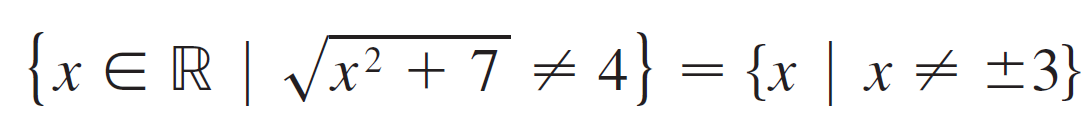 {x ∈ ℝ | √(x² + 7) ≠ 4} = {x | x ≠ ±3}